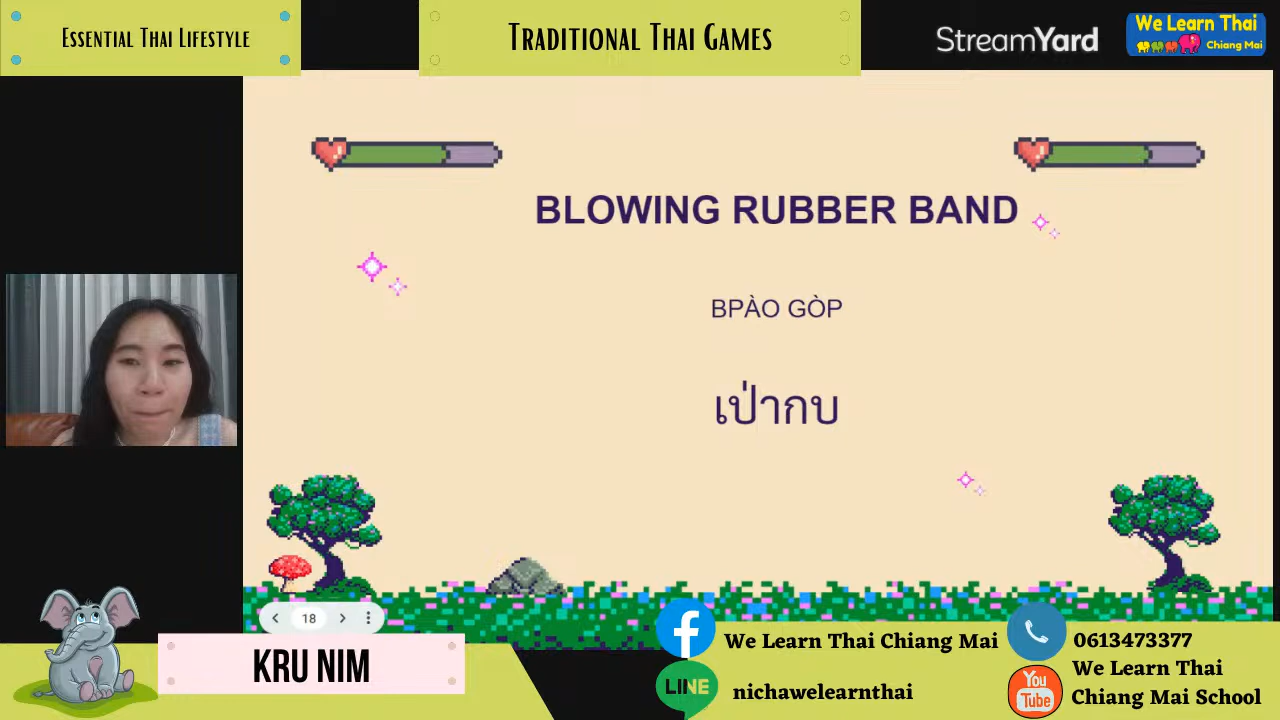 ESSENTIAL THAI LIFESTYLE
TRADITIONAL THAI GAMES
StreamYard
We Learn Thai
Chiang Mai
BLOWING RUBBER BAND
BPÀO GÒP
เป่ากบ
18
KRU NIM
We Learn Thai Chiang Mai
0613473377
LINE
nichawelearnthai
You
Tube
We Learn Thai
Chiang Mai School